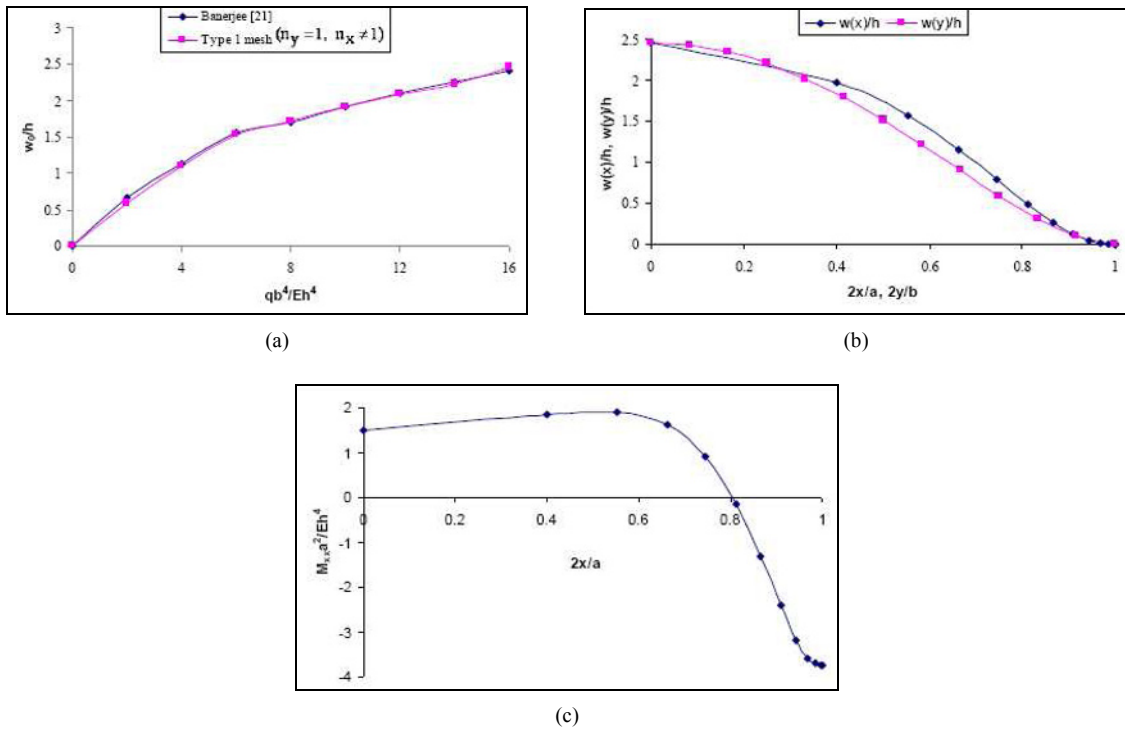 Banerjee [21]
Type 1 mesh (n_y = 1, n_x ≠ 1)
3
2.5
2
1.5
1
0.5
0
w₀/h
0 4 8 12 16
qb⁴/Eh⁴
(a)
w(x)/h w(y)/h
2.5
2
1.5
1
0.5
0
w(x)/h, w(y)/h
0 0.2 0.4 0.6 0.8 1
2x/a, 2y/b
(b)
2
1
0
-1
-2
-3
-4
Mₓₓa²/Eh⁴
0 0.2 0.4 0.6 0.8 1
2x/a
(c)